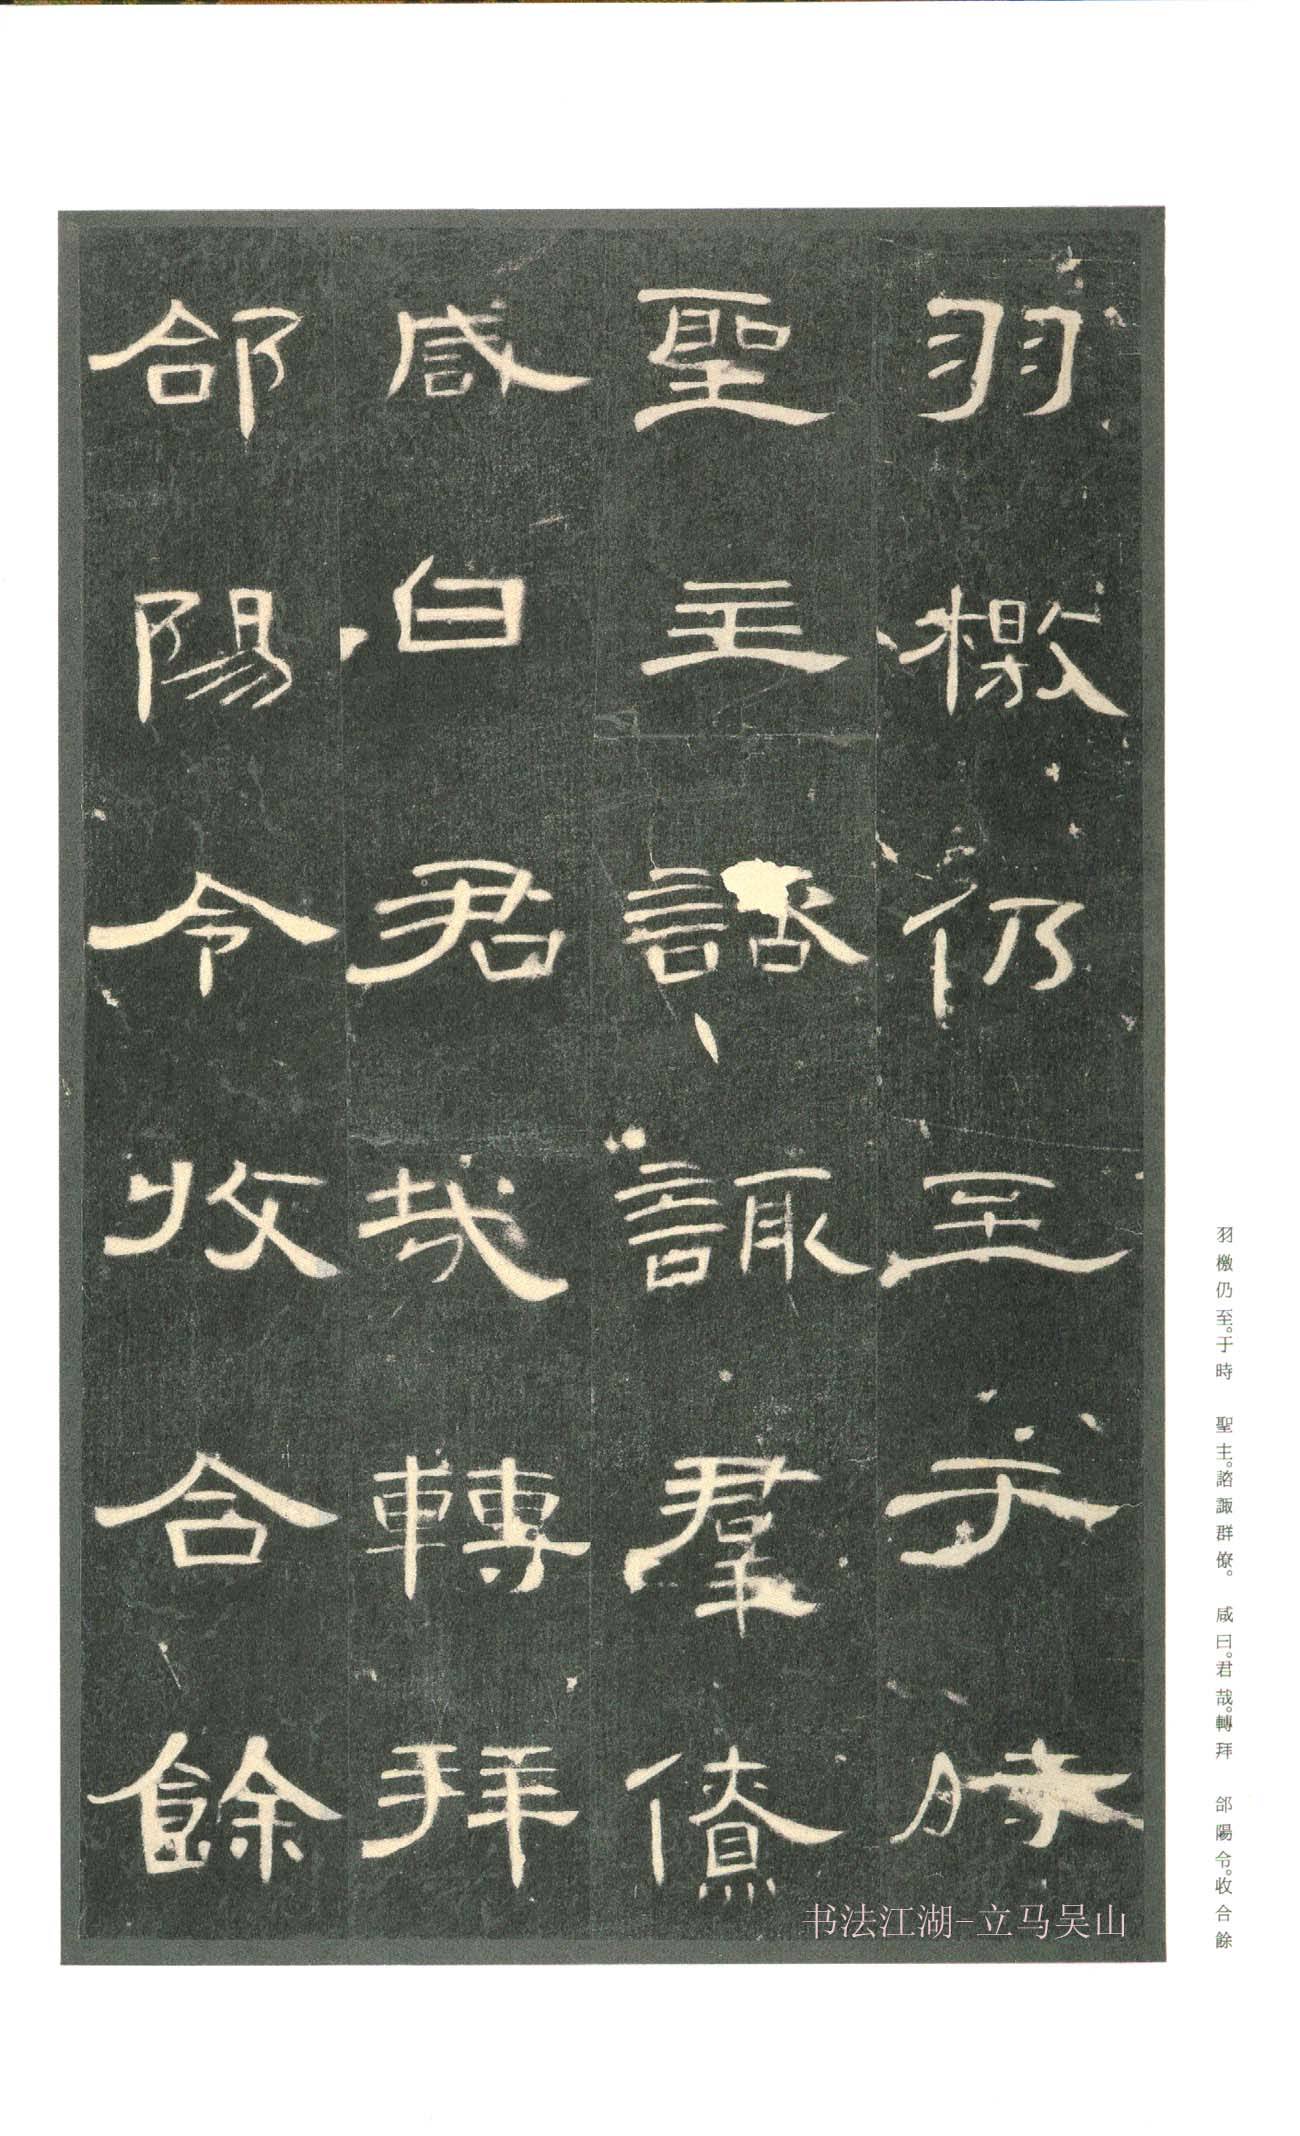 羽檄仍至于時
聖主諮諏羣僚
咸曰君哉轉拜
郃陽令收合餘
羽檄仍至。于時　聖主。諮諏群僚。　咸曰。君哉。轉拜　郃陽令。收合餘
书法江湖-立马吴山